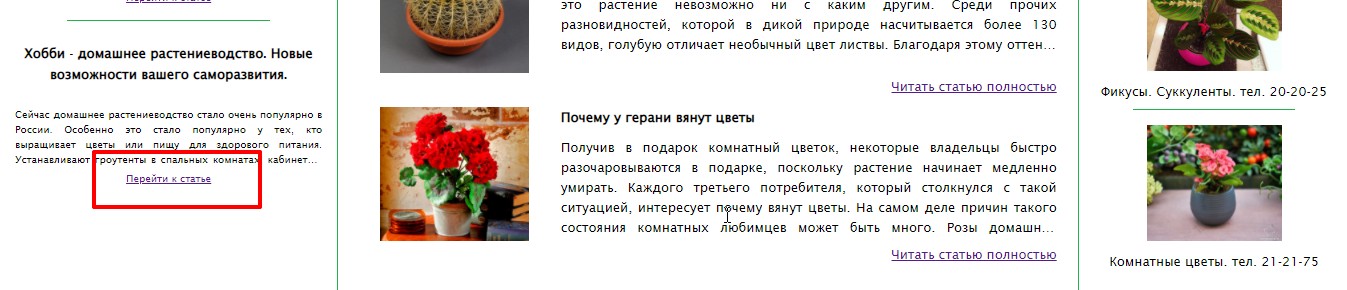 Перейти к статье
Хобби - домашнее растениеводство. Новые
возможности вашего саморазвития.
Сейчас домашнее растениеводство стало очень популярно в
России. Особенно это стало популярно у тех, кто
выращивает цветы или пищу для здорового питания.
Устанавливают гроутенты в спальных комнатах, кабинет...
Перейти к статье
это растение невозможно ни с каким другим. Среди прочих
разновидностей, которой в дикой природе насчитывается более 130
видов, голубую отличает необычный цвет листвы. Благодаря этому оттен...
Читать статью полностью
Почему у герани вянут цветы
Получив в подарок комнатный цветок, некоторые владельцы быстро
разочаровываются в подарке, поскольку растение начинает медленно
умирать. Каждого третьего потребителя, который столкнулся с такой
ситуацией, интересует почему вянут цветы. На самом деле причин такого
состояния комнатных любимцев может быть много. Розы домашн...
Читать статью полностью
Фикусы. Суккуленты. тел. 20-20-25
Комнатные цветы. тел. 21-21-75